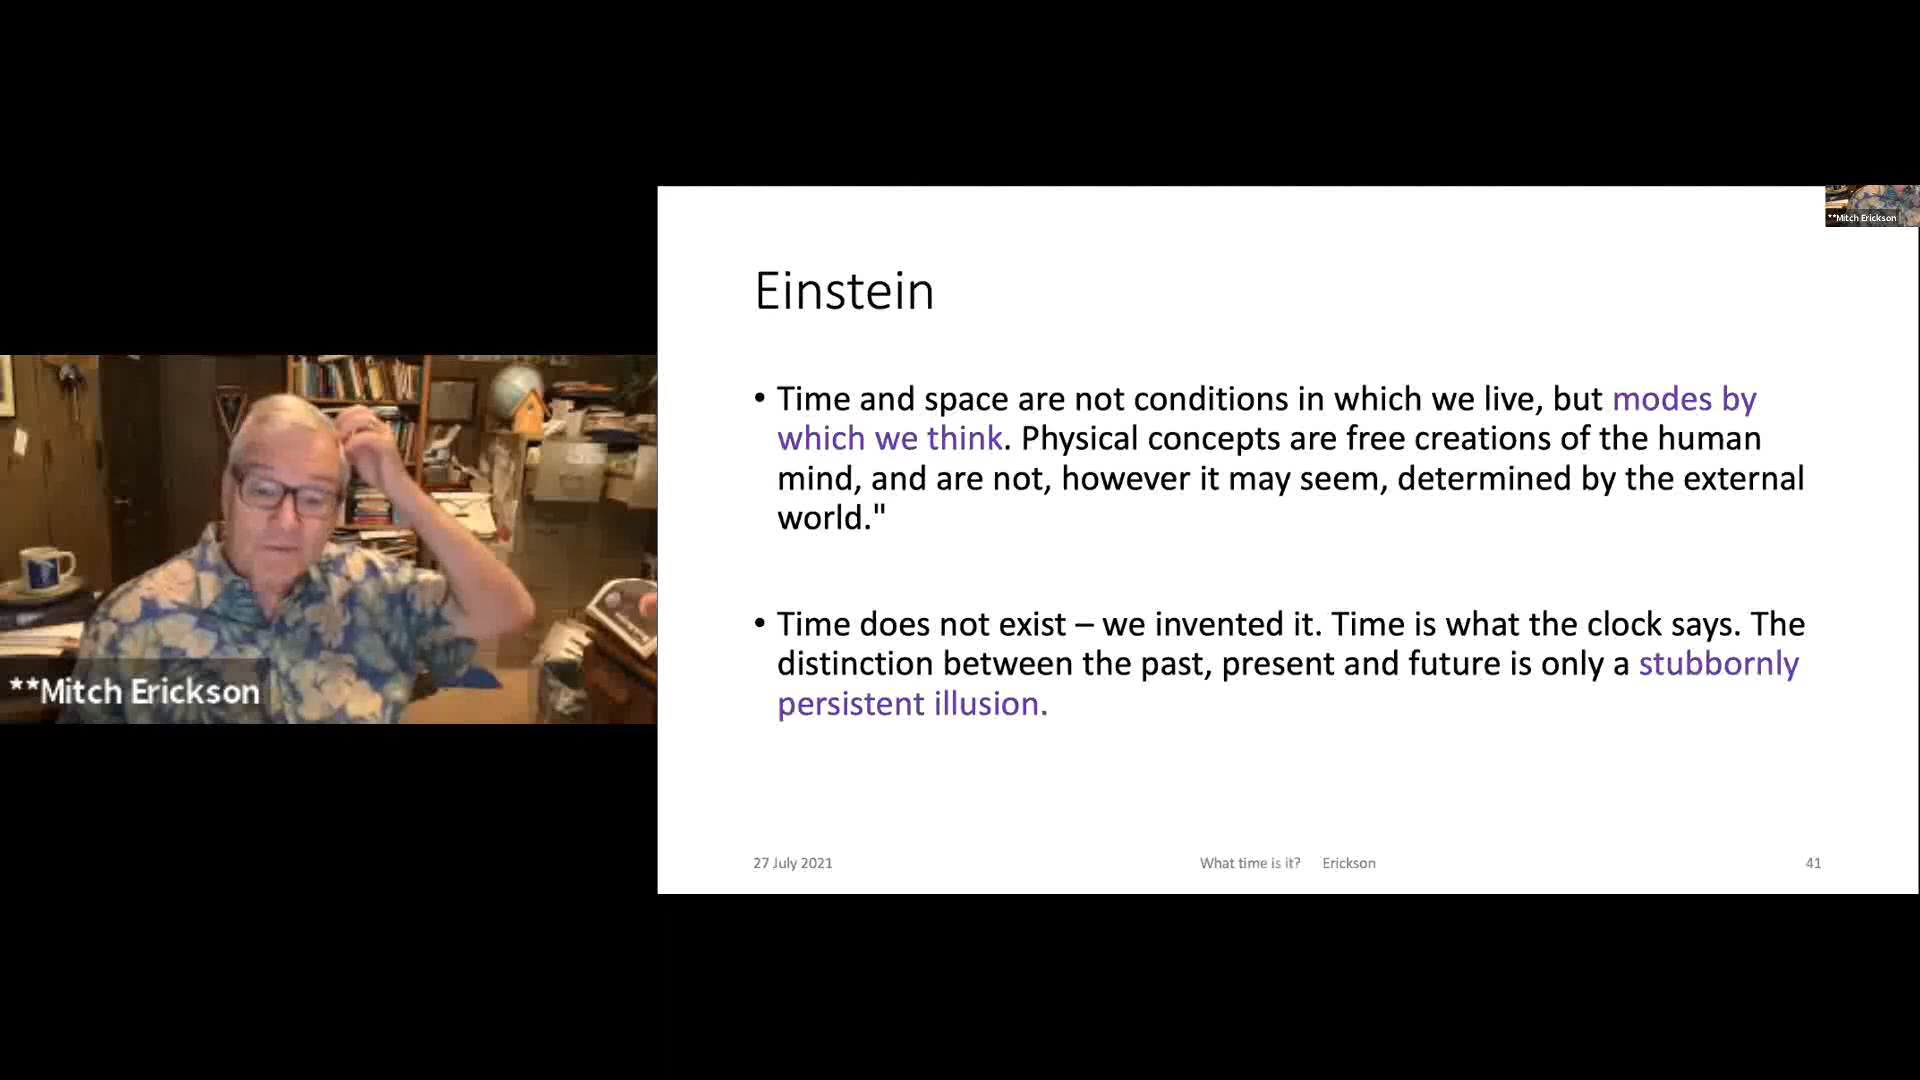 **Mitch Erickson
**Mitch Erickson
Einstein
• Time and space are not conditions in which we live, but modes by
which we think. Physical concepts are free creations of the human
mind, and are not, however it may seem, determined by the external
world."
• Time does not exist – we invented it. Time is what the clock says. The
distinction between the past, present and future is only a stubbornly
persistent illusion.
27 July 2021
What time is it? Erickson
41